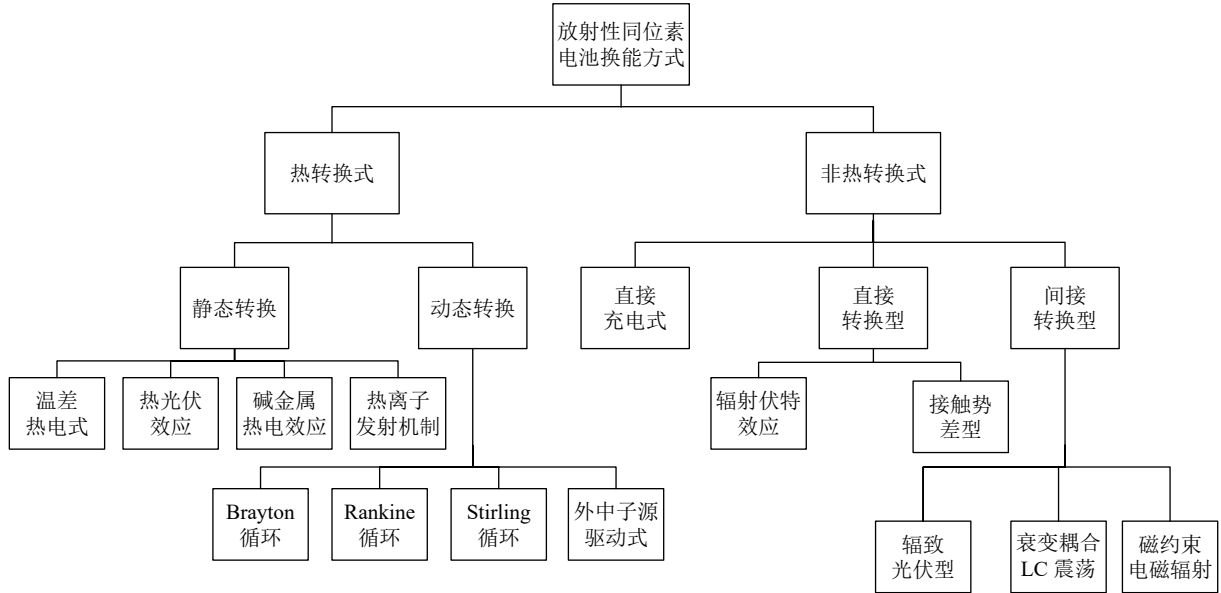 放射性同位素
电池换能方式
热转换式
非热转换式
静态转换
动态转换
直接
充电式
直接
转换型
间接
转换型
温差
热电式
热光伏
效应
碱金属
热电效应
热离子
发射机制
辐射伏特
效应
接触势
差型
Brayton
循环
Rankine
循环
Stirling
循环
外中子源
驱动式
辐致
光伏型
衰变耦合
LC 震荡
磁约束
电磁辐射